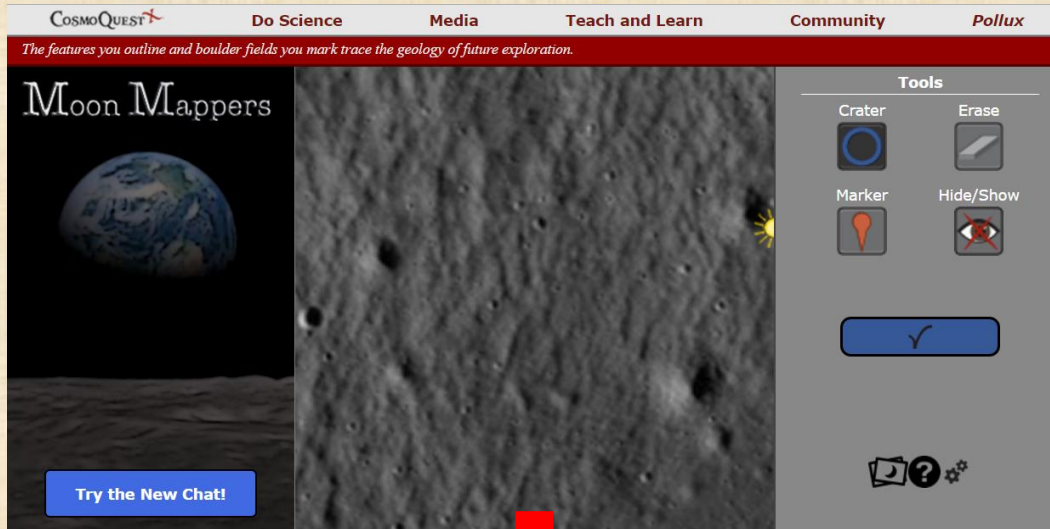 COSMOQUEST
Do Science
Media
Teach and Learn
Community
Pollux
The features you outline and boulder fields you mark trace the geology of future exploration.
Moon Mappers
Tools
Crater
Erase
Marker
Hide/Show
?
Try the New Chat!